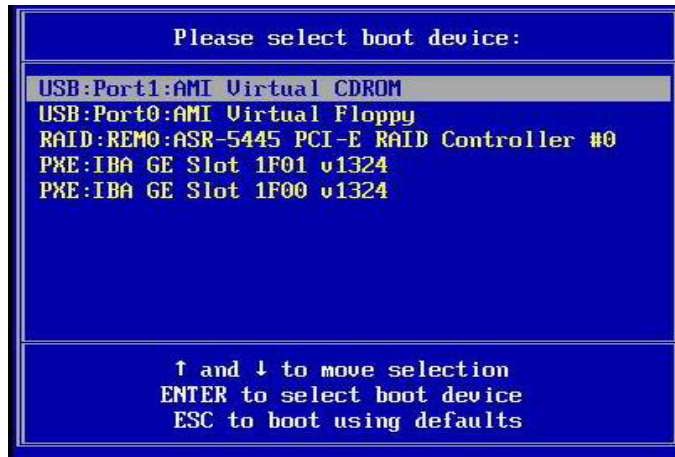 Please select boot device:
USB:Port1:AMI Virtual CDROM
USB:Port0:AMI Virtual Floppy
RAID:REM0:ASR-5445 PCI-E RAID Controller #0
PXE:IBA GE Slot 1F01 v1324
PXE:IBA GE Slot 1F00 v1324
↑ and ↓ to move selection
ENTER to select boot device
ESC to boot using defaults